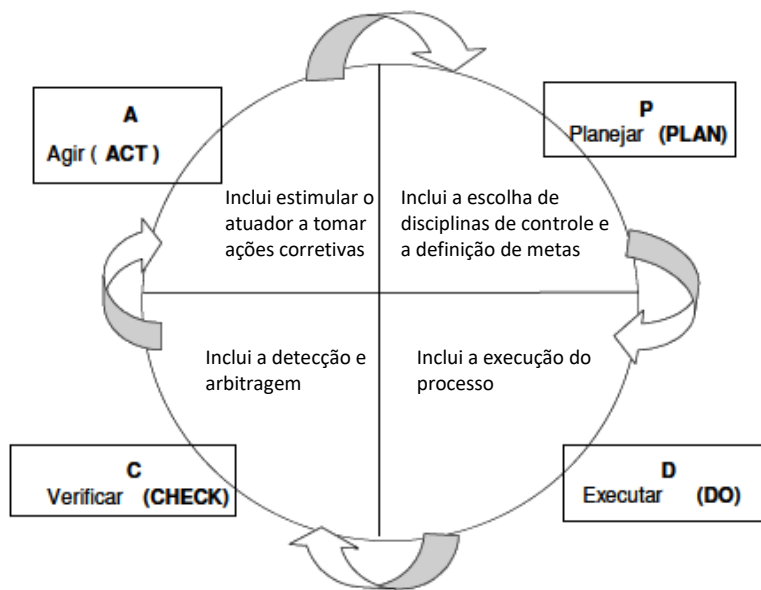 A
Agir ( ACT )
P
Planejar (PLAN)
Inclui estimular o
atuador a tomar
ações corretivas
Inclui a escolha de
disciplinas de controle e
a definição de metas
Inclui a detecção e
arbitragem
Inclui a execução do
processo
C
Verificar (CHECK)
D
Executar (DO)